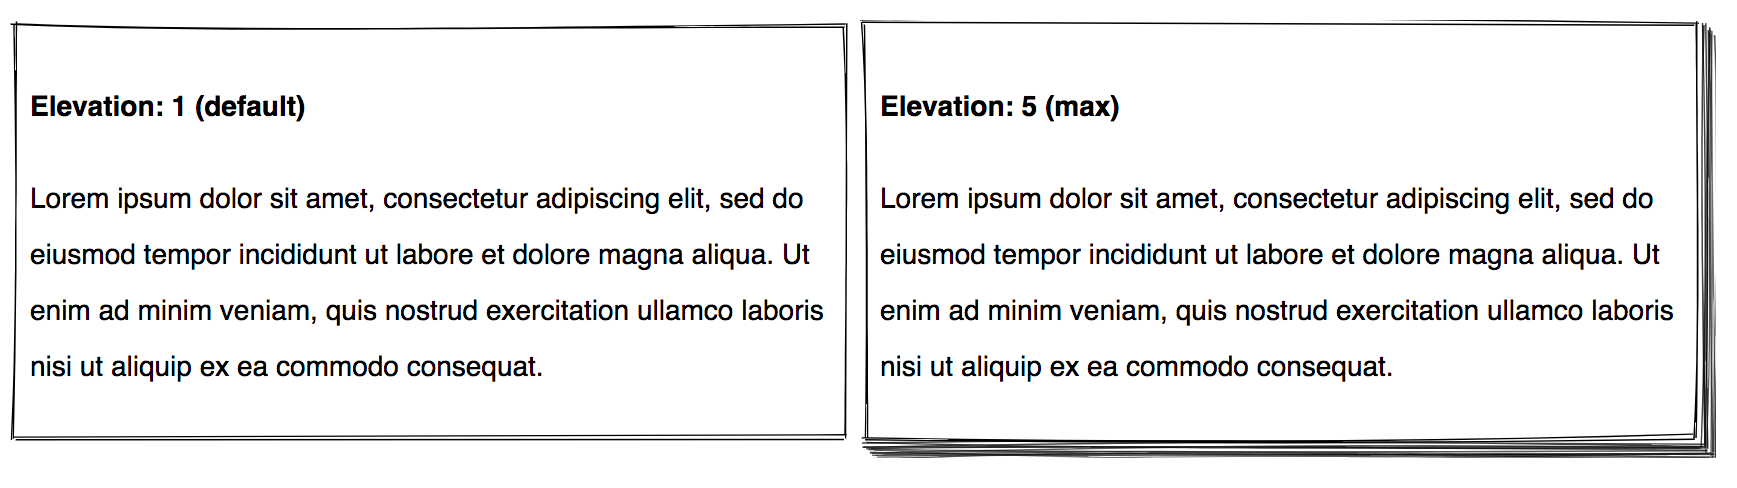 Elevation: 1 (default)
Lorem ipsum dolor sit amet, consectetur adipiscing elit, sed do
eiusmod tempor incididunt ut labore et dolore magna aliqua. Ut
enim ad minim veniam, quis nostrud exercitation ullamco laboris
nisi ut aliquip ex ea commodo consequat.
Elevation: 5 (max)
Lorem ipsum dolor sit amet, consectetur adipiscing elit, sed do
eiusmod tempor incididunt ut labore et dolore magna aliqua. Ut
enim ad minim veniam, quis nostrud exercitation ullamco laboris
nisi ut aliquip ex ea commodo consequat.